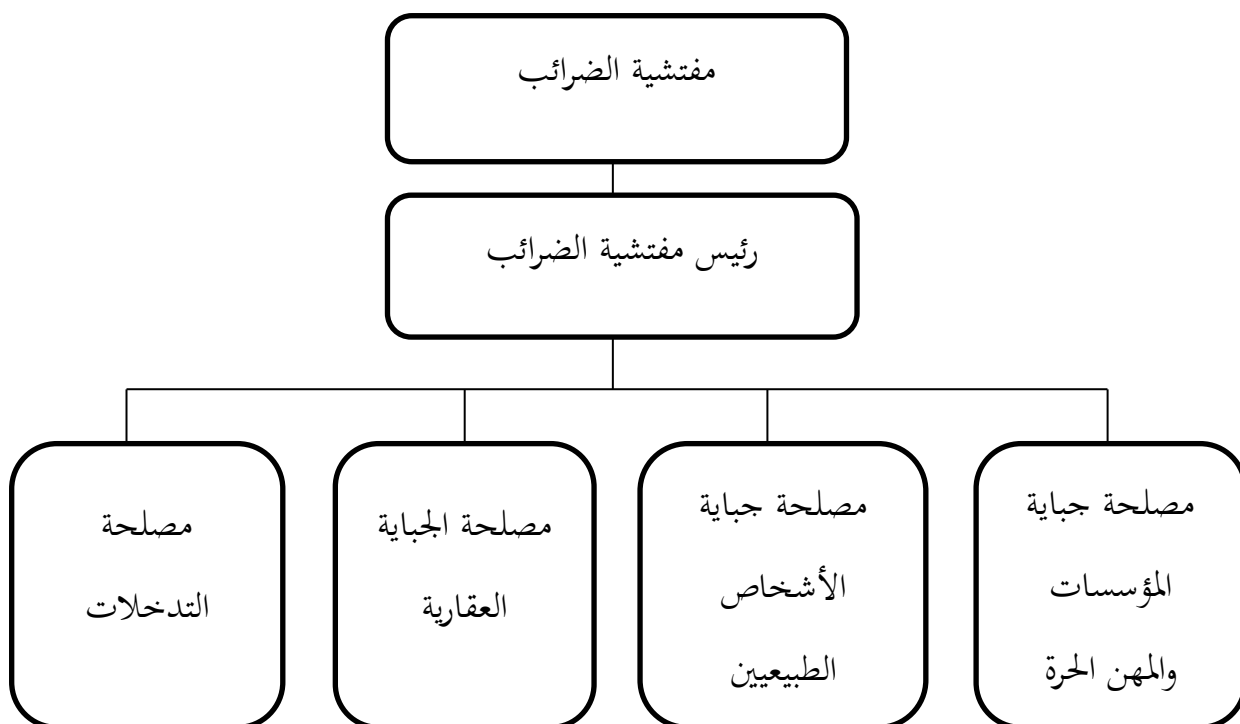 مفتشية الضرائب
رئيس مفتشية الضرائب
مصلحة جباية
المؤسسات
والمهن الحرة
مصلحة جباية
الأشخاص
الطبيعيين
مصلحة الجباية
العقارية
مصلحة
التدخلات